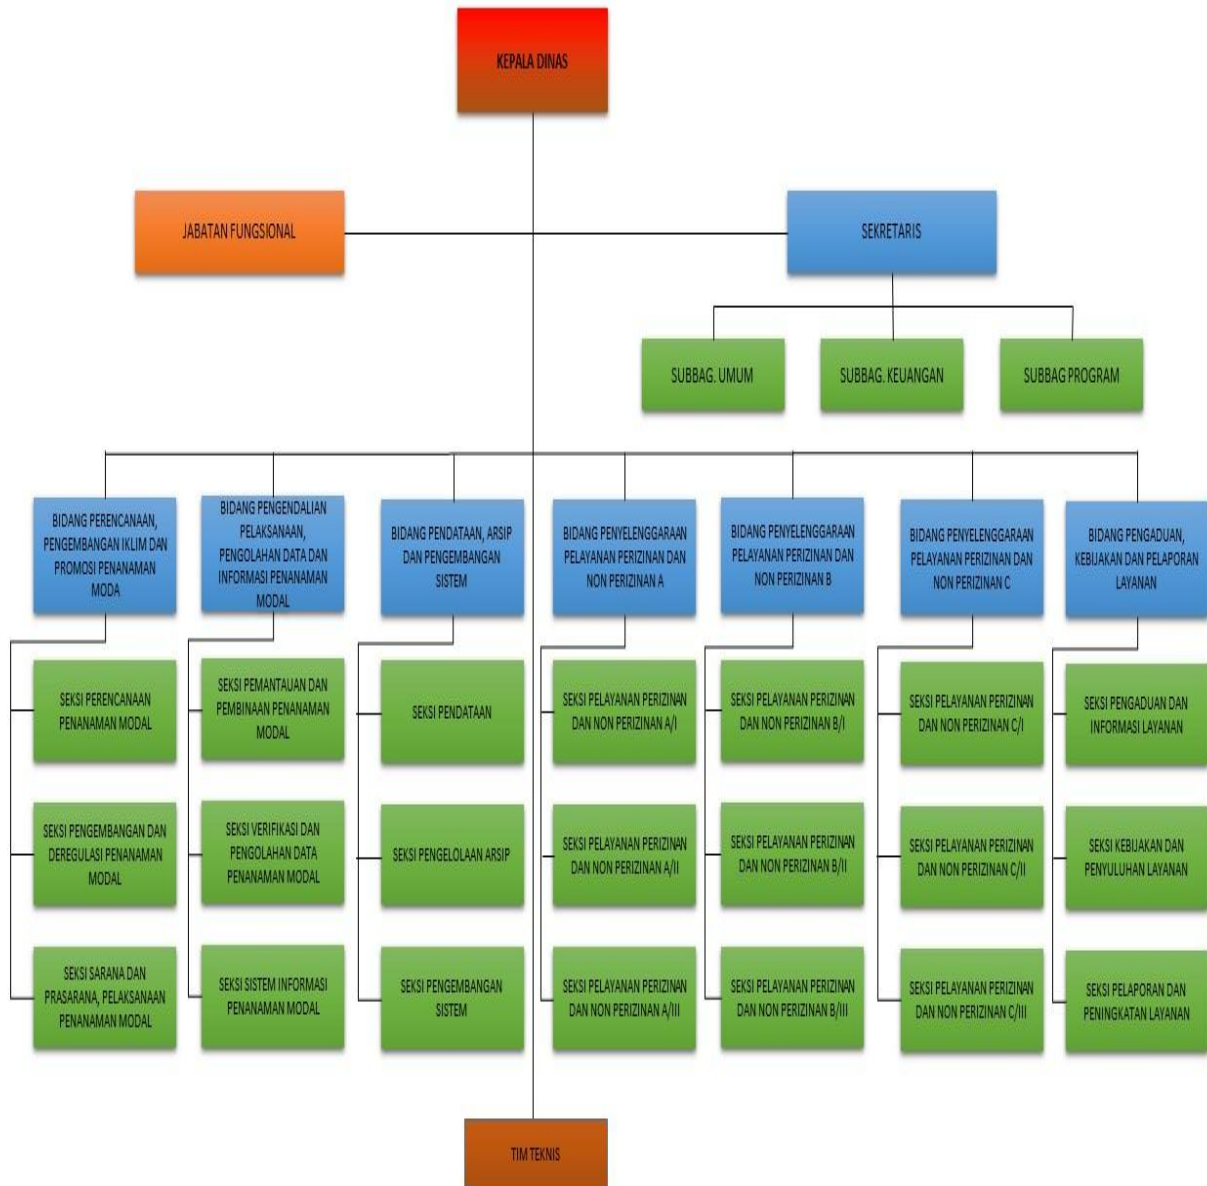 KEPALA DINAS
JABATAN FUNGSIONAL
SEKRETARIS
SUBBAG. UMUM
SUBBAG. KEUANGAN
SUBBAG PROGRAM
BIDANG PERENCANAAN,
PENGEMBANGAN IKLIM DAN
PROMOSI PENANAMAN
MODA
BIDANG PENGENDALIAN
PELAKSANAAN,
PENGOLAHAN DATA DAN
INFORMASI PENANAMAN
MODAL
BIDANG PENDATAAN, ARSIP
DAN PENGEMBANGAN
SISTEM
BIDANG PENYELENGGARAAN
PELAYANAN PERIZINAN DAN
NON PERIZINAN A
BIDANG PENYELENGGARAAN
PELAYANAN PERIZINAN DAN
NON PERIZINAN B
BIDANG PENYELENGGARAAN
PELAYANAN PERIZINAN DAN
NON PERIZINAN C
BIDANG PENGADUAN,
KEBIJAKAN DAN PELAPORAN
LAYANAN
SEKSI PERENCANAAN
PENANAMAN MODAL
SEKSI PEMANTAUAN DAN
PEMBINAAN PENANAMAN
MODAL
SEKSI PENDATAAN
SEKSI PELAYANAN PERIZINAN
DAN NON PERIZINAN A/I
SEKSI PELAYANAN PERIZINAN
DAN NON PERIZINAN B/I
SEKSI PELAYANAN PERIZINAN
DAN NON PERIZINAN C/I
SEKSI PENGADUAN DAN
INFORMASI LAYANAN
SEKSI PENGEMBANGAN DAN
DEREGULASI PENANAMAN
MODAL
SEKSI VERIFIKASI DAN
PENGOLAHAN DATA
PENANAMAN MODAL
SEKSI PENGELOLAAN ARSIP
SEKSI PELAYANAN PERIZINAN
DAN NON PERIZINAN A/II
SEKSI PELAYANAN PERIZINAN
DAN NON PERIZINAN B/II
SEKSI PELAYANAN PERIZINAN
DAN NON PERIZINAN C/II
SEKSI KEBIJAKAN DAN
PENYULUHAN LAYANAN
SEKSI SARANA DAN
PRASARANA, PELAKSANAAN
PENANAMAN MODAL
SEKSI SISTEM INFORMASI
PENANAMAN MODAL
SEKSI PENGEMBANGAN
SISTEM
SEKSI PELAYANAN PERIZINAN
DAN NON PERIZINAN A/III
SEKSI PELAYANAN PERIZINAN
DAN NON PERIZINAN B/III
SEKSI PELAYANAN PERIZINAN
DAN NON PERIZINAN C/III
SEKSI PELAPORAN DAN
PENINGKATAN LAYANAN
TIM TEKNIS